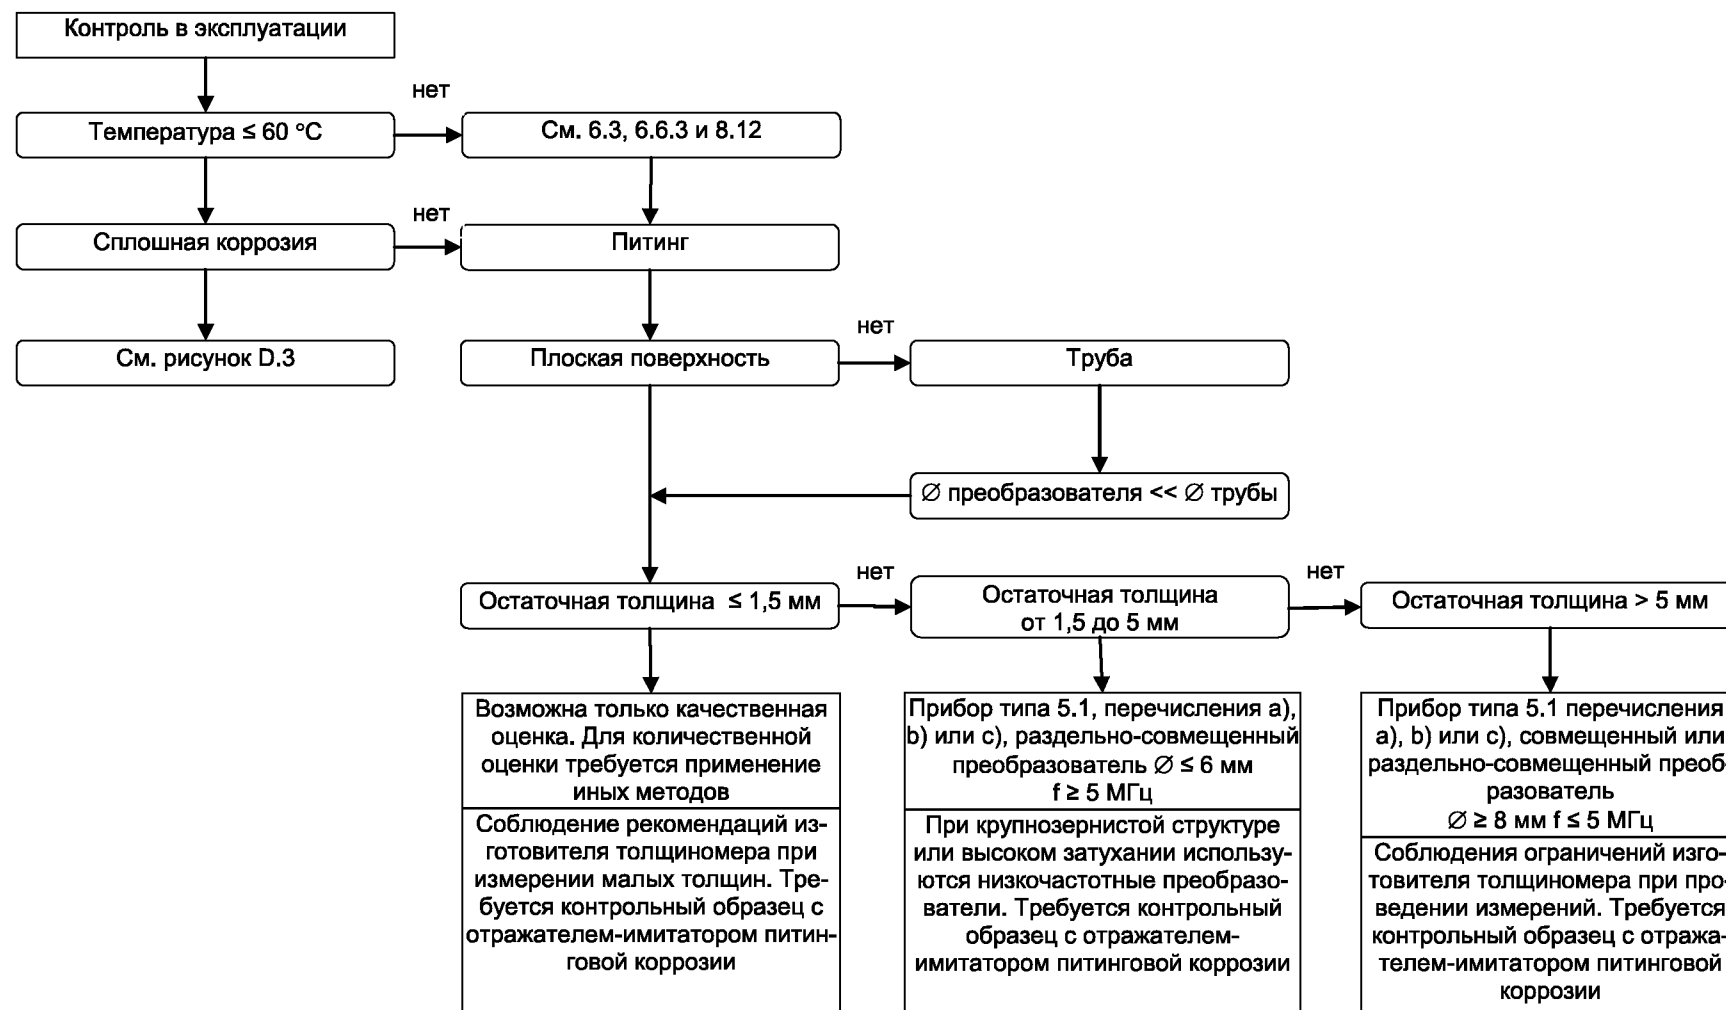 Контроль в эксплуатации
нет
Температура ≤ 60 °С
См. 6.3, 6.6.3 и 8.12
нет
Сплошная коррозия
Питинг
нет
См. рисунок D.3
Плоская поверхность
Труба
∅ преобразователя << ∅ трубы
нет
нет
Остаточная толщина ≤ 1,5 мм
Остаточная толщина
от 1,5 до 5 мм
Остаточная толщина > 5 мм
Возможна только качественная
оценка. Для количественной
оценки требуется применение
иных методов
Соблюдение рекомендаций из-
готовителя толщиномера при
измерении малых толщин. Тре-
буется контрольный образец с
отражателем-имитатором питин-
говой коррозии
Прибор типа 5.1, перечисления a),
b) или c), раздельно-совмещенный
преобразователь ∅ ≤ 6 мм
f ≥ 5 МГц
При крупнозернистой структуре
или высоком затухании использу-
ются низкочастотные преобразо-
ватели. Требуется контрольный
образец с отражателем-
имитатором питинговой коррозии
Прибор типа 5.1 перечисления
a), b) или c), совмещенный или
раздельно-совмещенный преоб-
разователь
∅ ≥ 8 мм f ≤ 5 МГц
Соблюдения ограничений изго-
товителя толщиномера при про-
ведении измерений. Требуется
контрольный образец с отража-
телем-имитатором питинговой
коррозии